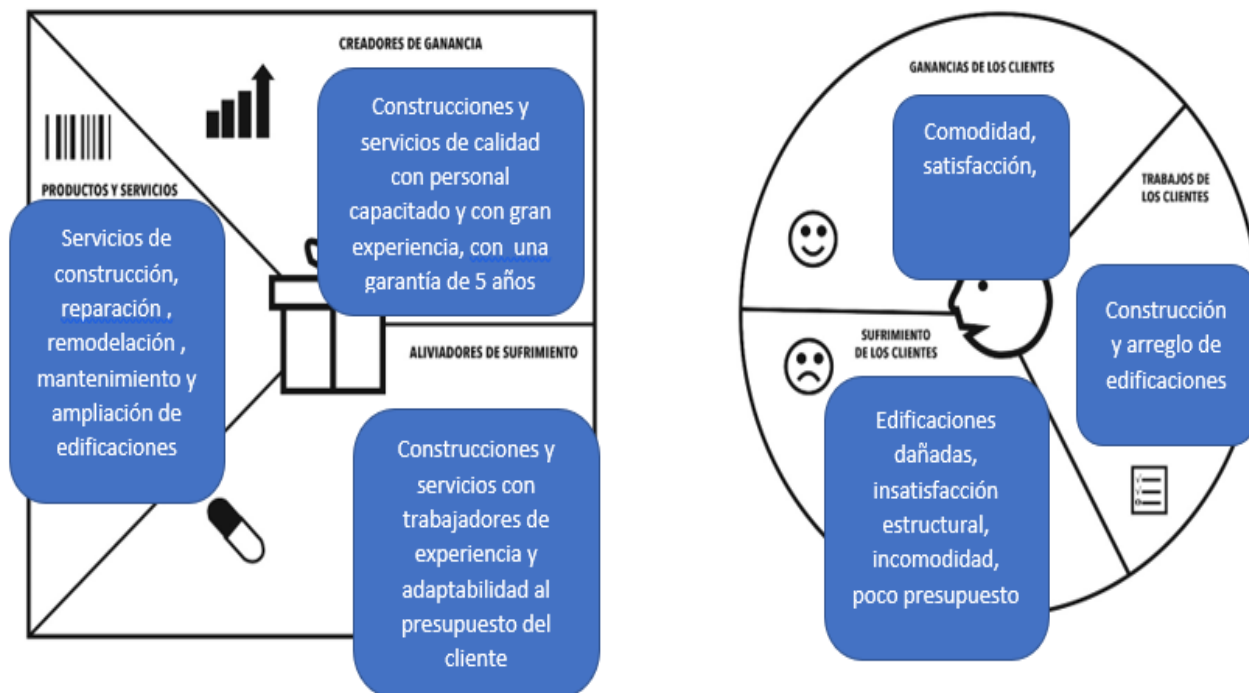 CREADORES DE GANANCIA
Construcciones y
servicios de calidad
con personal
capacitado y con gran
experiencia, con una
garantía de 5 años
PRODUCTOS Y SERVICIOS
Servicios de
construcción,
reparación ,
remodelación ,
mantenimiento y
ampliación de
edificaciones
ALIVIADORES DE SUFRIMIENTO
Construcciones y
servicios con
trabajadores de
experiencia y
adaptabilidad al
presupuesto del
cliente
GANANCIAS DE LOS CLIENTES
Comodidad,
satisfacción,
TRABAJOS DE
LOS CLIENTES
Construcción
y arreglo de
edificaciones
SUFRIMIENTO
DE LOS CLIENTES
Edificaciones
dañadas,
insatisfacción
estructural,
incomodidad,
poco presupuesto